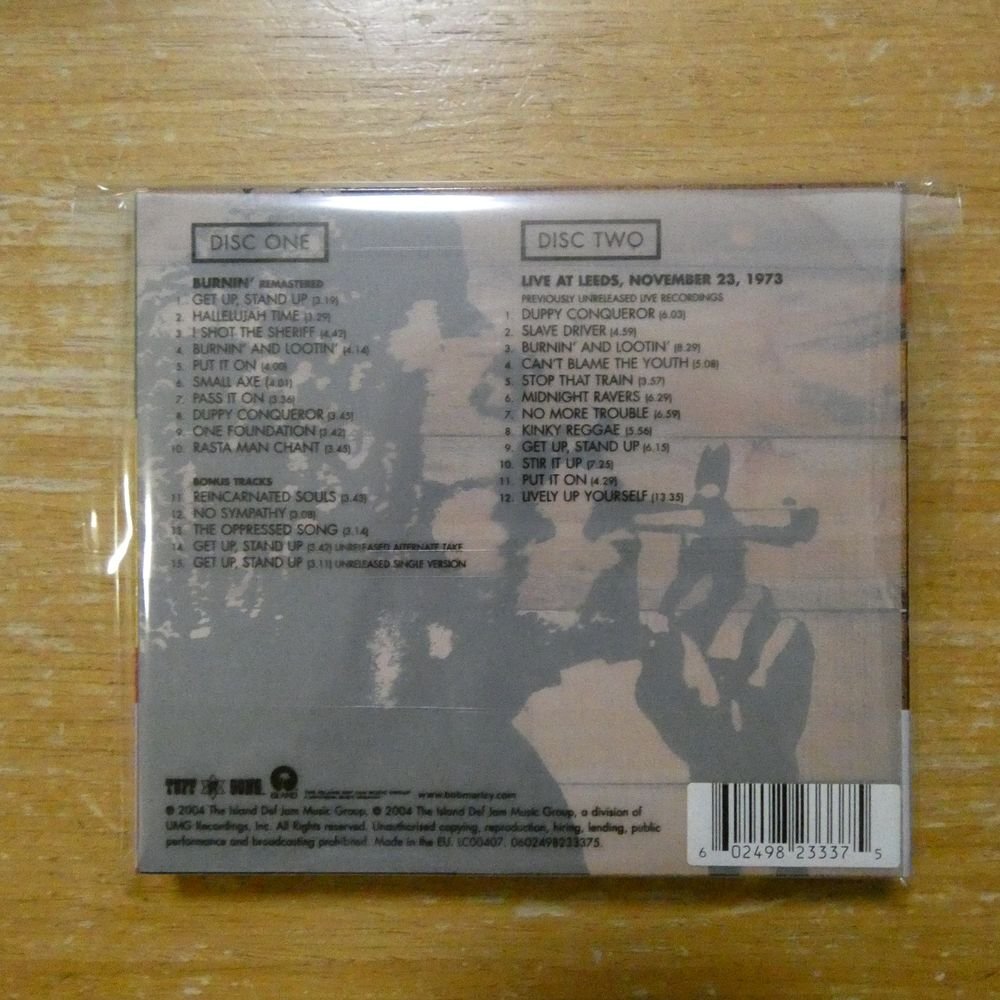 DISC ONE
BURNIN' REMASTERED
1. GET UP, STAND UP (3.19)
2. HALLELUJAH TIME (3.29)
3. I SHOT THE SHERIFF (4.42)
4. BURNIN' AND LOOTIN' (4.14)
5. PUT IT ON (4.00)
6. SMALL AXE (4.01)
7. PASS IT ON (3.36)
8. DUPPY CONQUEROR (3.45)
9. ONE FOUNDATION (3.42)
10. RASTA MAN CHANT (3.45)
BONUS TRACKS
11. REINCARNATED SOULS (3.43)
12. NO SYMPATHY (3.08)
13. THE OPPRESSED SONG (3.14)
14. GET UP, STAND UP (3.42) UNRELEASED ALTERNATE TAKE
15. GET UP, STAND UP (3.11) UNRELEASED SINGLE VERSION
DISC TWO
LIVE AT LEEDS, NOVEMBER 23, 1973
PREVIOUSLY UNRELEASED LIVE RECORDINGS
1. DUPPY CONQUEROR (6.03)
2. SLAVE DRIVER (4.59)
3. BURNIN' AND LOOTIN' (8.29)
4. CAN'T BLAME THE YOUTH (5.08)
5. STOP THAT TRAIN (3.57)
6. MIDNIGHT RAVERS (6.29)
7. NO MORE TROUBLE (6.59)
8. KINKY REGGAE (5.56)
9. GET UP, STAND UP (6.15)
10. STIR IT UP (7.25)
11. PUT IT ON (4 29)
12. LIVELY UP YOURSELF (13 35)
TUFF GONG ISLAND www.bobmarley.com
℗ 2004 The Island Def Jam Music Group, © 2004 The Island Def Jam Music Group, a division of
UMG Recordings, Inc. All Rights reserved. Unauthorised copying, reproduction, hiring, lending, public
performance and broadcasting prohibited. Made in the EU. LC00407. 0602498233375.
6 02498 23337 5